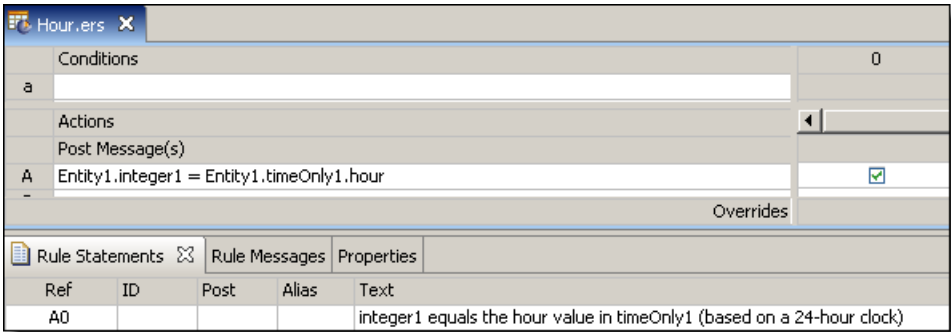 Hour.ers
Conditions 0
a
Actions
Post Message(s)
A Entity1.integer1 = Entity1.timeOnly1.hour
Overrides
Rule Statements Rule Messages Properties
Ref ID Post Alias Text
A0 integer1 equals the hour value in timeOnly1 (based on a 24-hour clock)